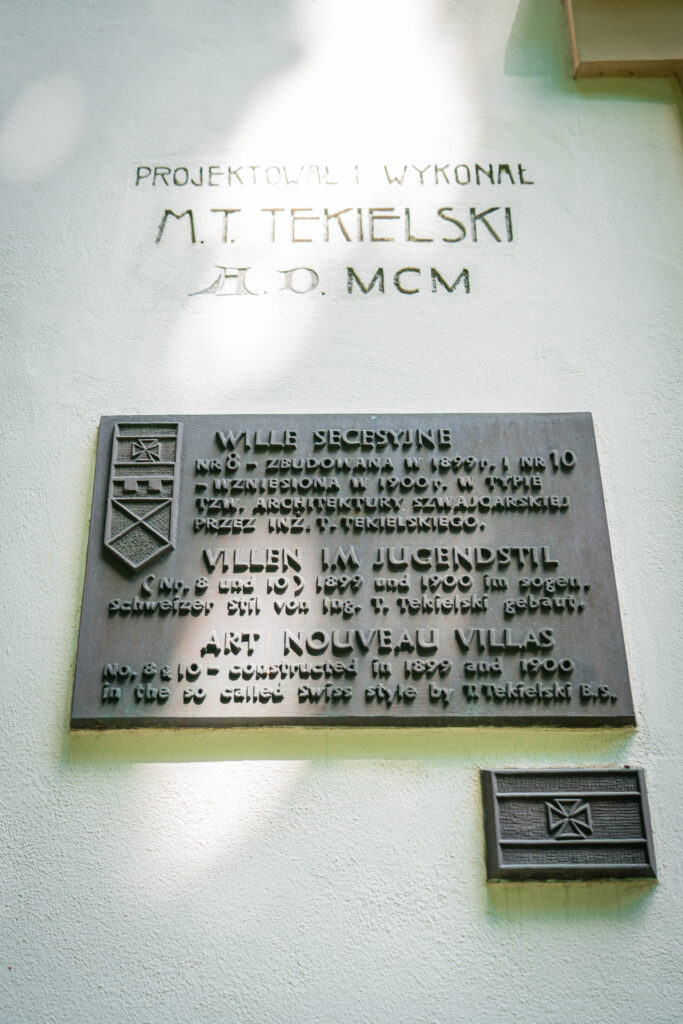 PROJEKTOWAŁ I WYKONAŁ
M.T. TEKIELSKI
A.D. MCM
WILLE SECESYJNE
NR 8 - ZBUDOWANA W 1899 r, I NR 10
- WZNIESIONA W 1900 r, W TYPIE
TZW. ARCHITEKTURY SZWAJCARSKIEJ
PRZEZ INŻ. T. TEKIELSKIEGO.
VILLEN IM JUGENDSTIL
(Nr, 8 und 10) 1899 und 1900 im sogen,
schweizer stil von Ing. T. Tekielski gebaut,
ART NOUVEAU VILLAS
No, 8 & 10 - constructed in 1899 and 1900
in the so called Swiss style by T. Tekielski B.S.